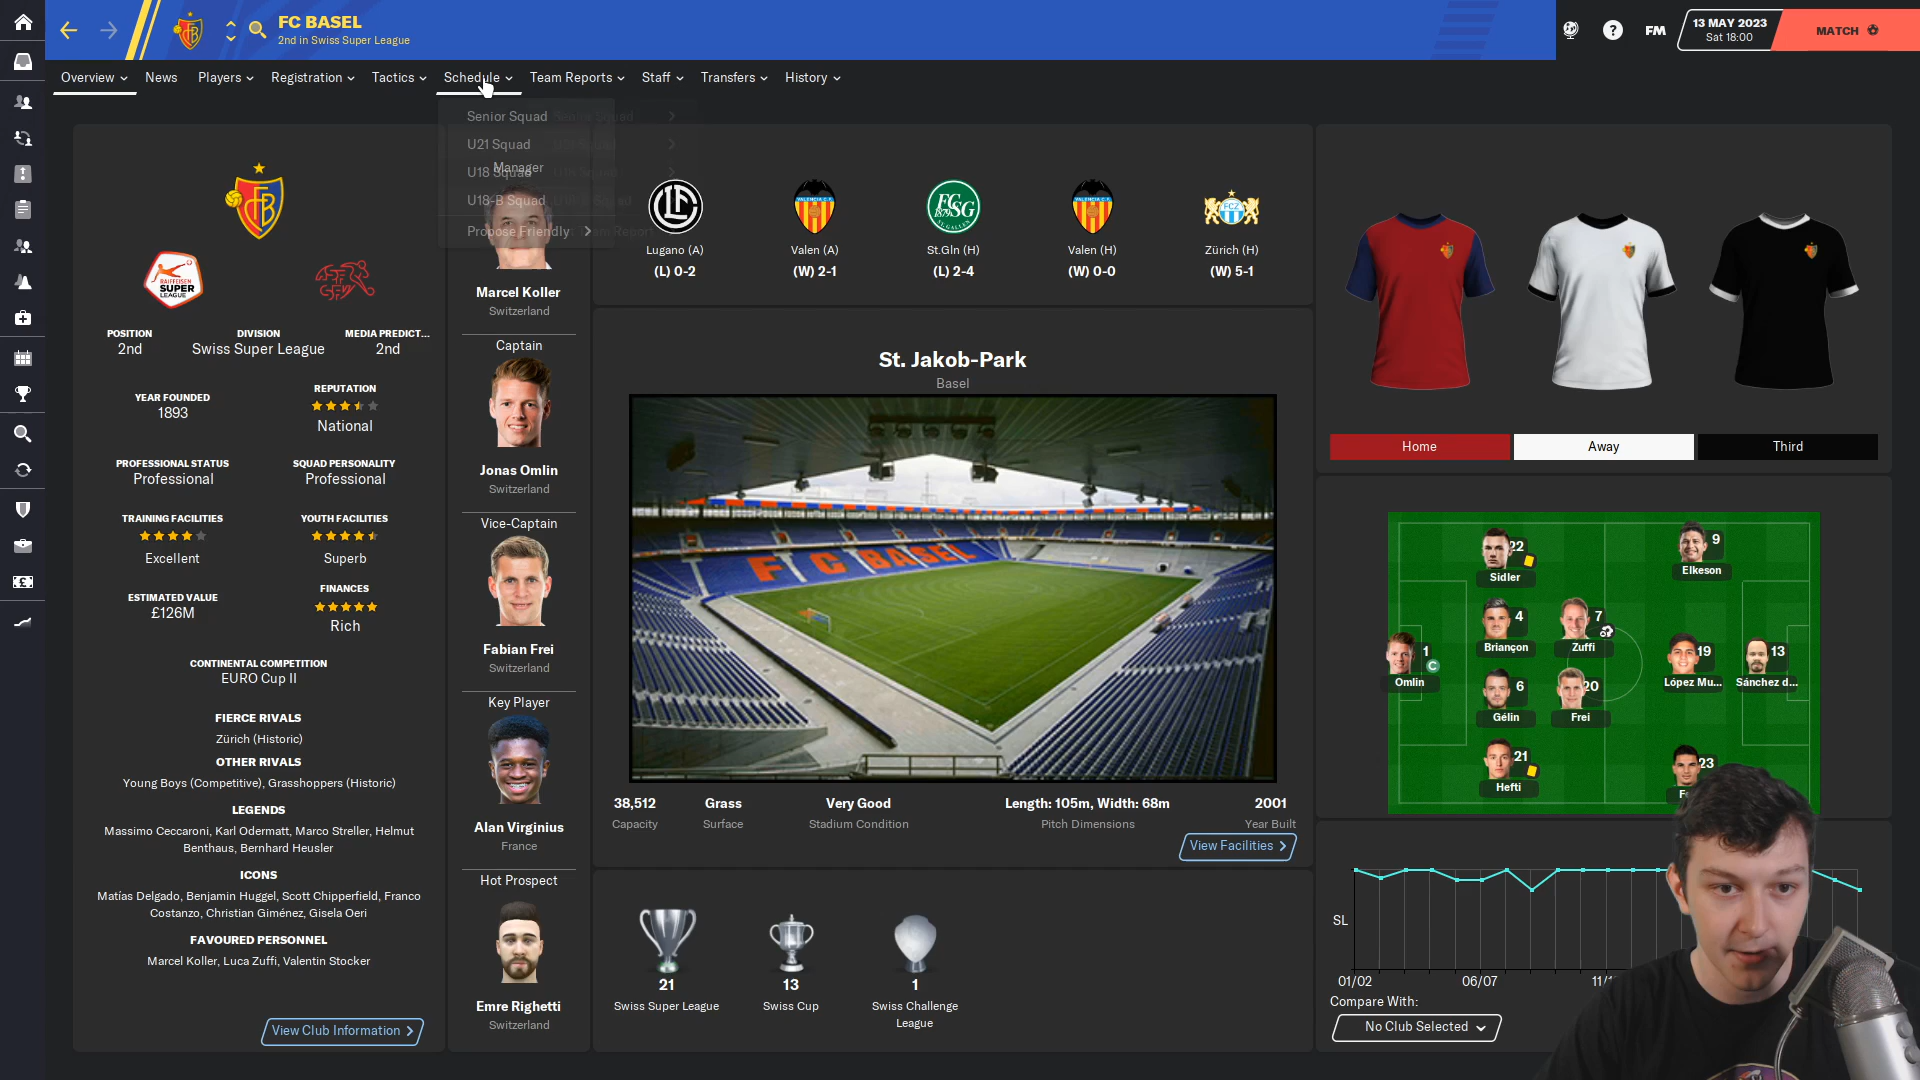 FC BASEL
2nd in Swiss Super League
?
FM
13 MAY 2023
Sat 18:00
MATCH
Overview
News
Players
Registration
Tactics
Schedule
Team Reports
Staff
Transfers
History
Senior Squad
U21 Squad
U18 Squad
U18-B Squad
Propose Friendly
POSITION
2nd
DIVISION
Swiss Super League
MEDIA PREDICT...
2nd
YEAR FOUNDED
1893
REPUTATION
National
PROFESSIONAL STATUS
Professional
SQUAD PERSONALITY
Professional
TRAINING FACILITIES
Excellent
YOUTH FACILITIES
Superb
ESTIMATED VALUE
£126M
FINANCES
Rich
CONTINENTAL COMPETITION
EURO Cup II
FIERCE RIVALS
Zürich (Historic)
OTHER RIVALS
Young Boys (Competitive), Grasshoppers (Historic)
LEGENDS
Massimo Ceccaroni, Karl Odermatt, Marco Streller, Helmut
Benthaus, Bernhard Heusler
ICONS
Matías Delgado, Benjamin Huggel, Scott Chipperfield, Franco
Costanzo, Christian Giménez, Gisela Oeri
FAVOURED PERSONNEL
Marcel Koller, Luca Zuffi, Valentin Stocker
View Club Information
Manager
Marcel Koller
Switzerland
Captain
Jonas Omlin
Switzerland
Vice-Captain
Fabian Frei
Switzerland
Key Player
Alan Virginius
France
Hot Prospect
Emre Righetti
Switzerland
Lugano (A)
(L) 0-2
Valen (A)
(W) 2-1
St.Gln (H)
(L) 2-4
Valen (H)
(W) 0-0
Zürich (H)
(W) 5-1
St. Jakob-Park
Basel
FC BASEL
38,512
Capacity
Grass
Surface
Very Good
Stadium Condition
Length: 105m, Width: 68m
Pitch Dimensions
2001
Year Built
View Facilities
21
Swiss Super League
13
Swiss Cup
1
Swiss Challenge
League
Home
Away
Third
22
Sidler
9
Elkeson
4
Briançon
7
Zuffi
1
C
Omlin
19
López Mu...
13
Sánchez d...
6
Gélin
20
Frei
21
Hefti
23
SL
01/02
06/07
Compare With:
No Club Selected